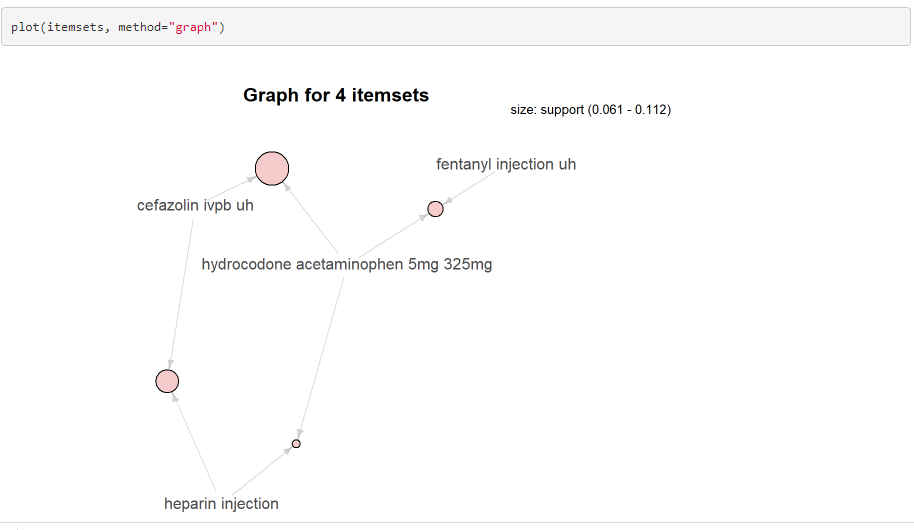 plot(itemsets, method="graph")
Graph for 4 itemsets
size: support (0.061 - 0.112)
fentanyl injection uh
cefazolin ivpb uh
hydrocodone acetaminophen 5mg 325mg
heparin injection